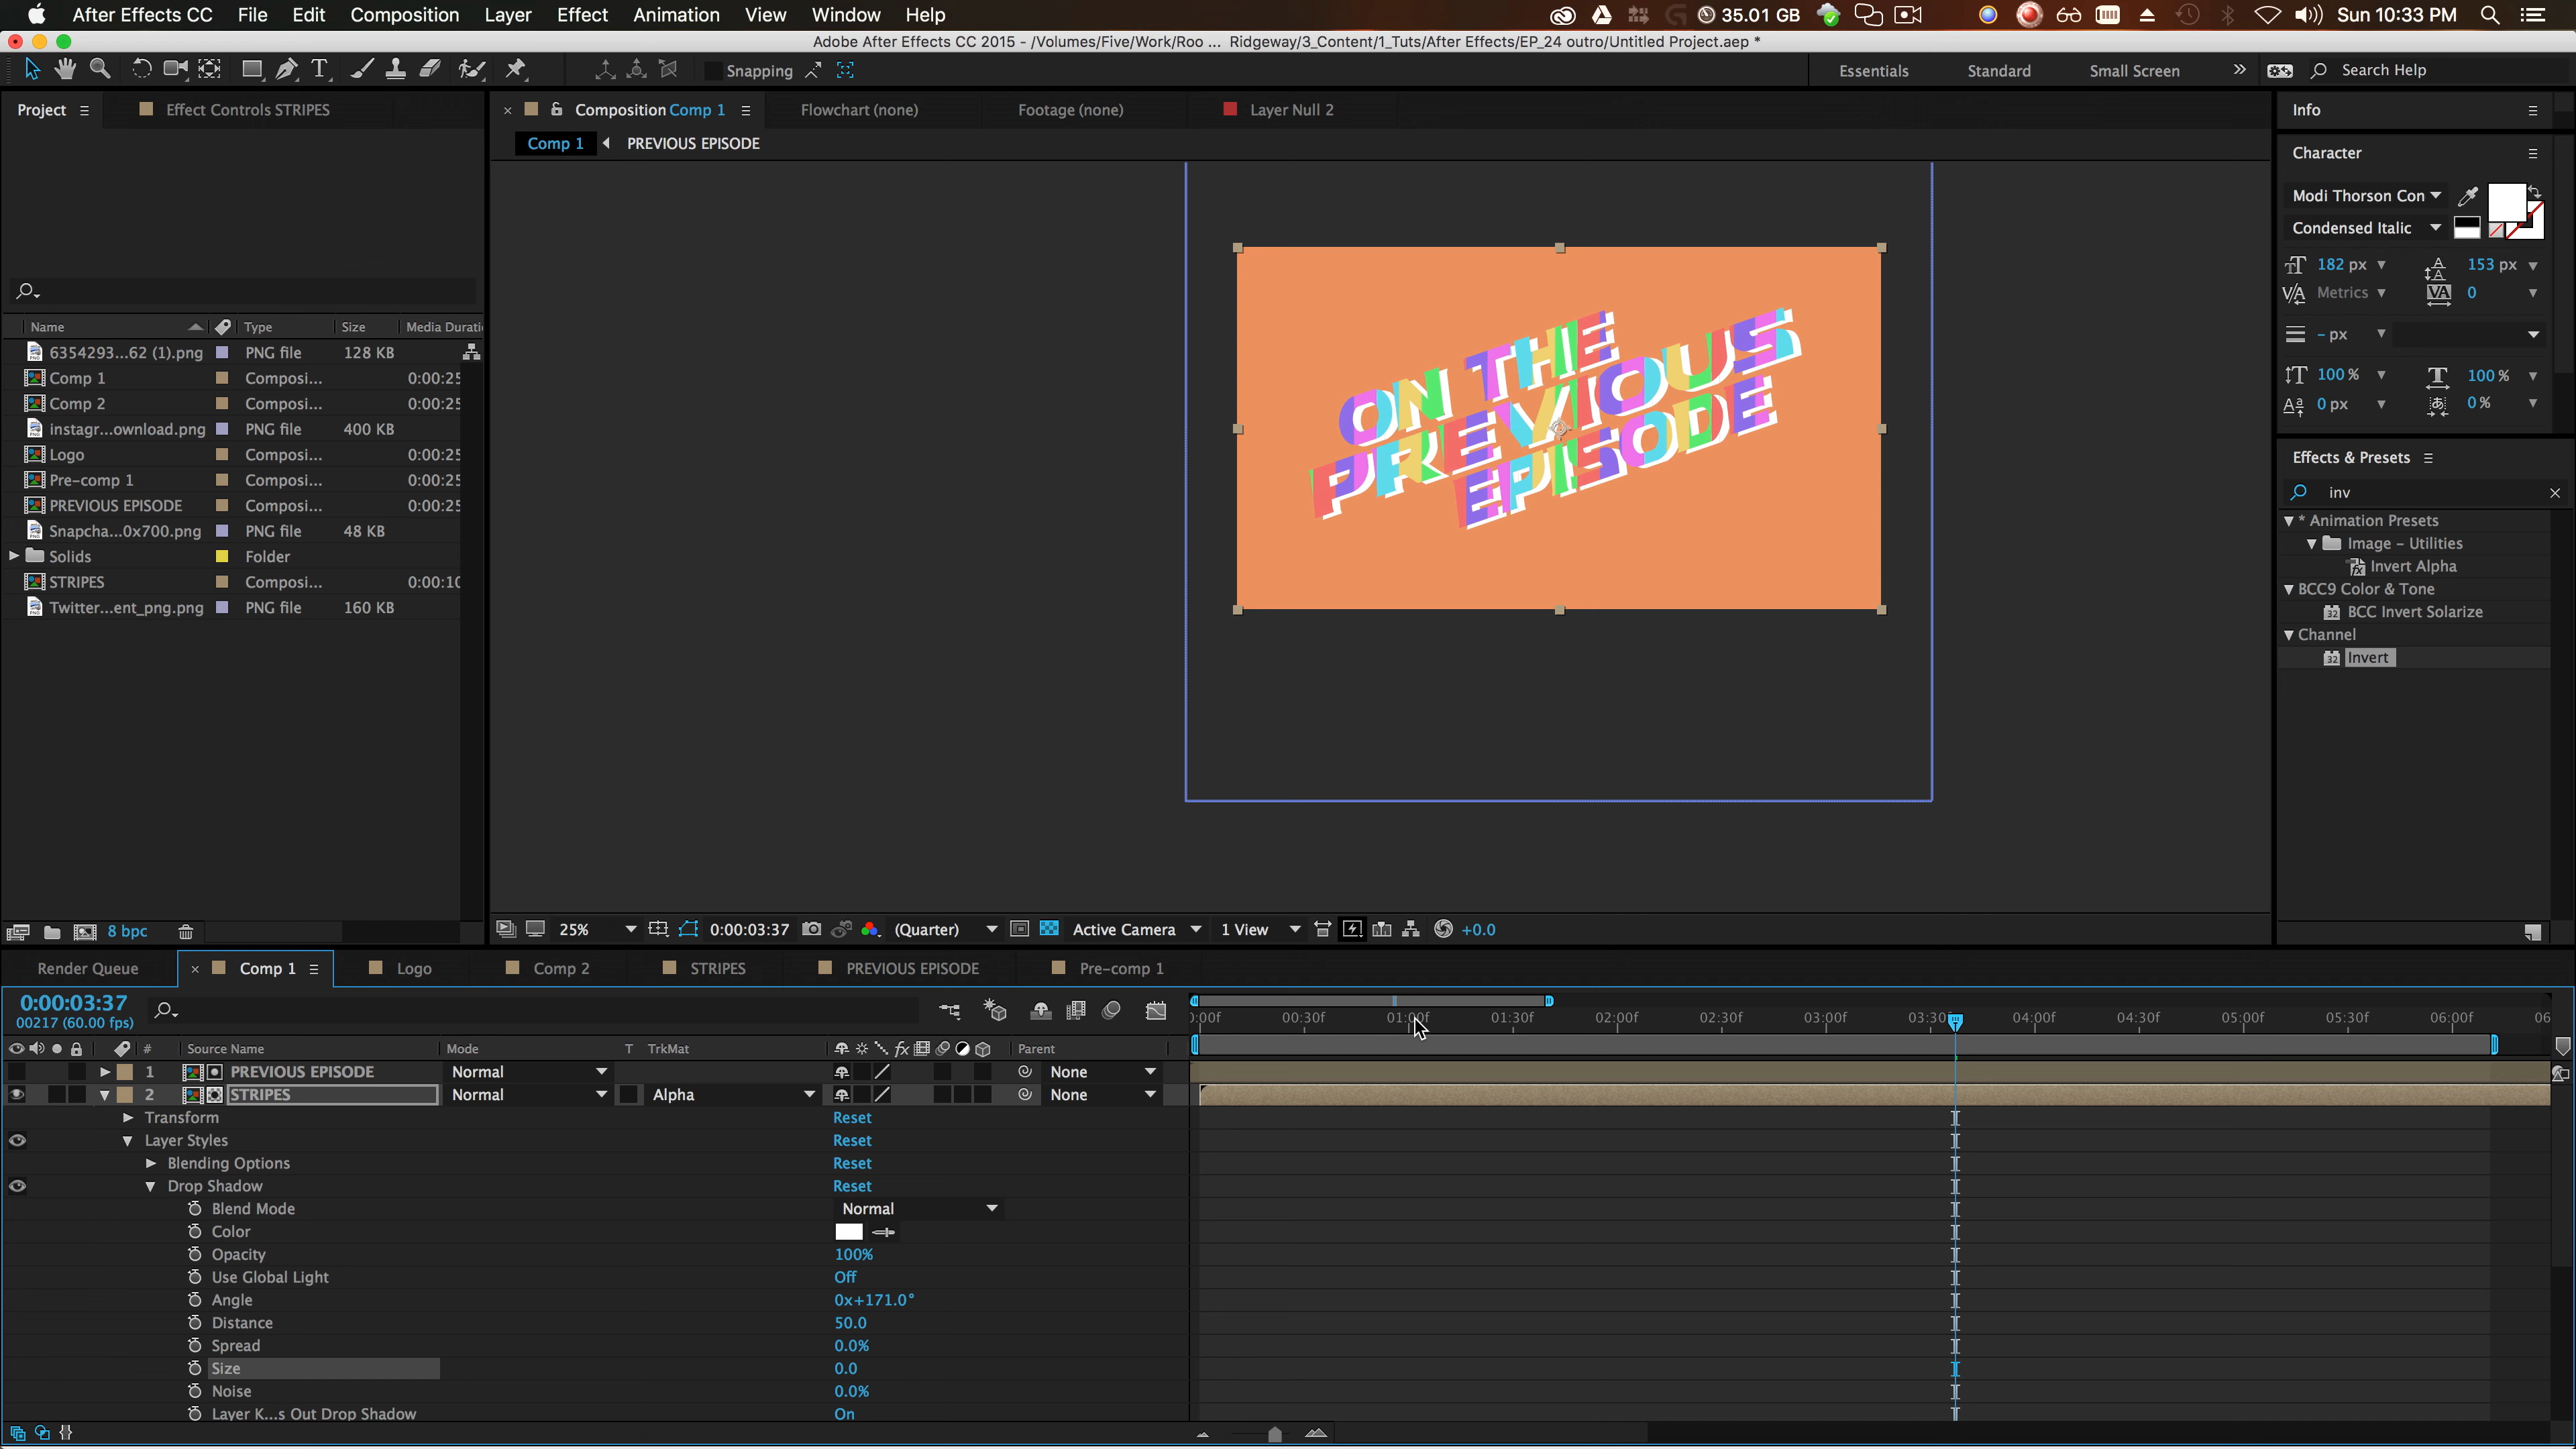 After Effects CC File Edit Composition Layer Effect Animation View Window Help 35.01 GB Sun 10:33 PM
Adobe After Effects CC 2015 - /Volumes/Five/Work/Roo ... Ridgeway/3_Content/1_Tuts/After Effects/EP_24 outro/Untitled Project.aep *
Snapping Essentials Standard Small Screen Search Help
Project Effect Controls STRIPES
Composition Comp 1 Flowchart (none) Footage (none) Layer Null 2
Comp 1 PREVIOUS EPISODE
ON THE
PREVIOUS
EPISODE
Name Type Size Media Durati
6354293...62 (1).png PNG file 128 KB
Comp 1 Composi... 0:00:25
Comp 2 Composi... 0:00:25
instagr...ownload.png PNG file 400 KB
Logo Composi... 0:00:25
Pre-comp 1 Composi... 0:00:25
PREVIOUS EPISODE Composi... 0:00:25
Snapcha...0x700.png PNG file 48 KB
Solids Folder
STRIPES Composi... 0:00:10
Twitter...ent_png.png PNG file 160 KB
8 bpc
25% 0:00:03:37 (Quarter) Active Camera 1 View +0.0
Info
Character
Modi Thorson Con
Condensed Italic
182 px 153 px
Metrics 0
- px
100 % 100 %
0 px 0 %
Effects & Presets
inv
* Animation Presets
Image - Utilities
Invert Alpha
BCC9 Color & Tone
BCC Invert Solarize
Channel
Invert
Render Queue Comp 1 Logo Comp 2 STRIPES PREVIOUS EPISODE Pre-comp 1
0:00:03:37
00217 (60.00 fps)
):00f 00:30f 01:00f 01:30f 02:00f 02:30f 03:00f 03:30 04:00f 04:30f 05:00f 05:30f 06:00f 06
# Source Name Mode T TrkMat Parent
1 PREVIOUS EPISODE Normal None
2 STRIPES Normal Alpha None
Transform Reset
Layer Styles Reset
Blending Options Reset
Drop Shadow Reset
Blend Mode Normal
Color
Opacity 100%
Use Global Light Off
Angle 0x+171.0°
Distance 50.0
Spread 0.0%
Size 0.0
Noise 0.0%
Layer K...s Out Drop Shadow On